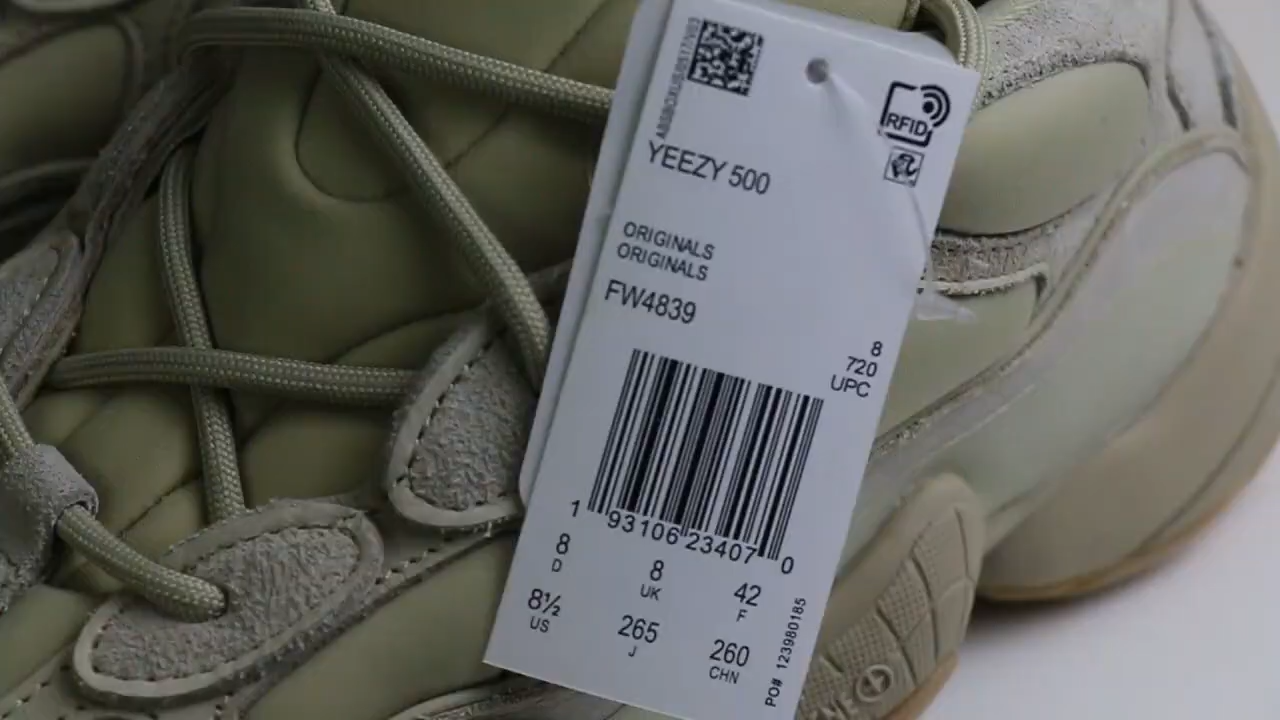 RFID
YEEZY 500
ORIGINALS
ORIGINALS
FW4839
8
720
UPC
1 93106 23407 0
8 D
8 UK
42 F
8½ US
265 J
260 CHN
PO# 123980185